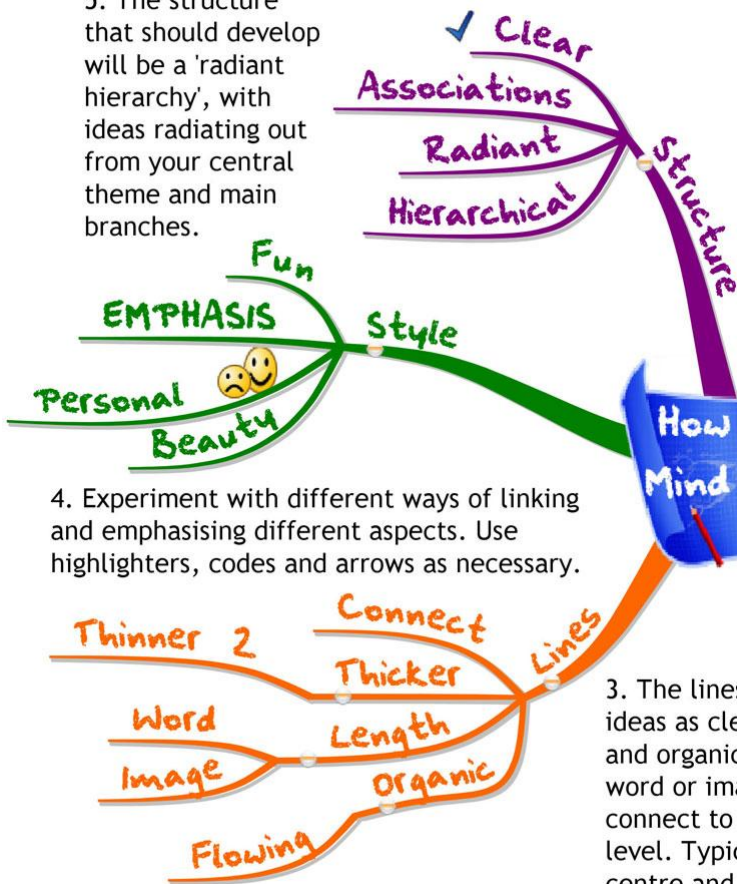 5. The structure
that should develop
will be a 'radiant
hierarchy', with
ideas radiating out
from your central
theme and main
branches.
Clear
Associations
Radiant
Hierarchical
Structure
Fun
EMPHASIS
Personal
Beauty
Style
How
Mind
4. Experiment with different ways of linking
and emphasising different aspects. Use
highlighters, codes and arrows as necessary.
Connect
Thinner 2
Thicker
Word
Image
Length
Organic
Flowing
Lines
3. The lines
ideas as
and organic
word or
connect to
level.
and